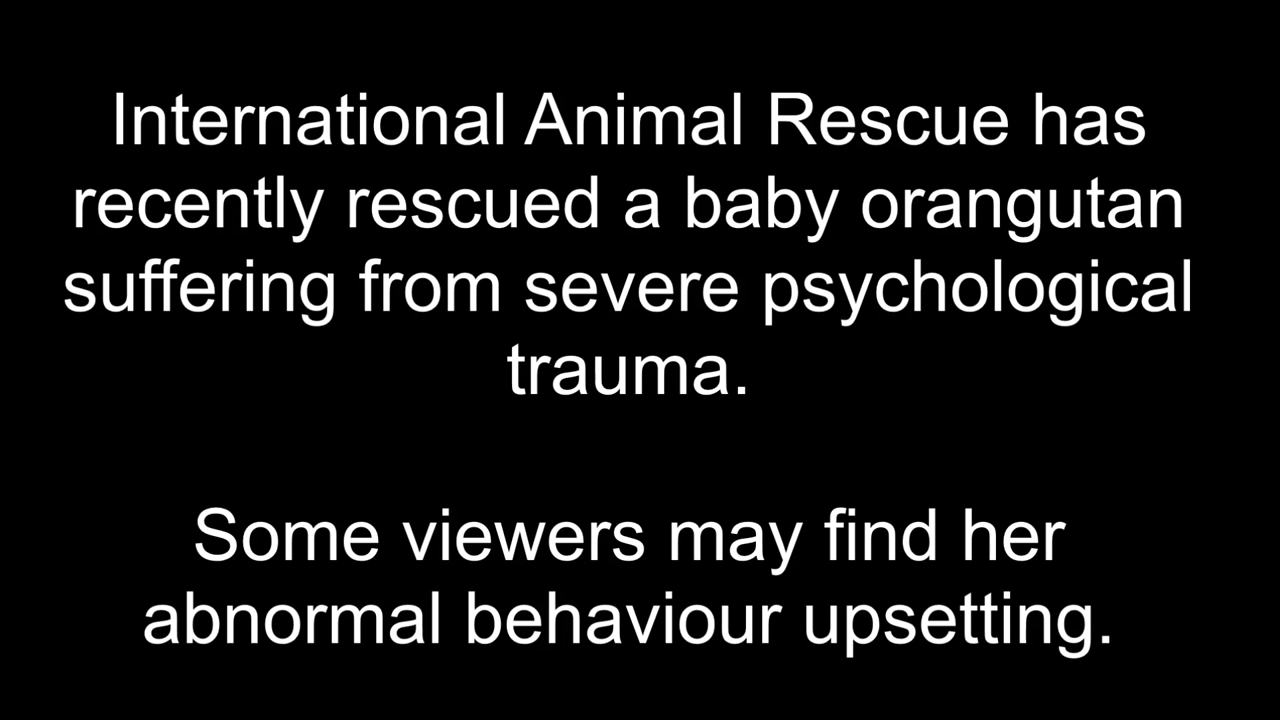 International Animal Rescue has
recently rescued a baby orangutan
suffering from severe psychological
trauma.
Some viewers may find her
abnormal behaviour upsetting.